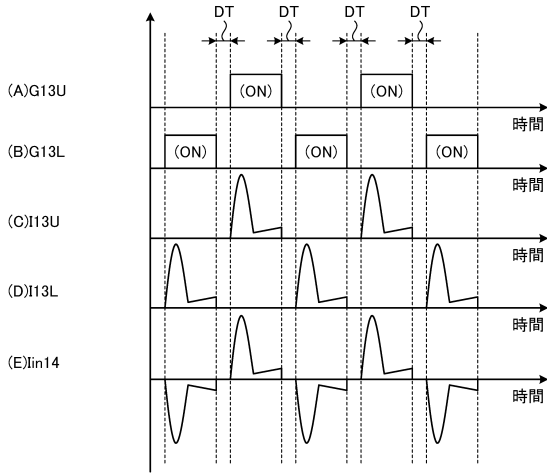 DT DT DT DT
(A)G13U (ON) (ON)
時間
(B)G13L (ON) (ON) (ON)
時間
(C)I13U
時間
(D)I13L
時間
(E)Iin14
時間